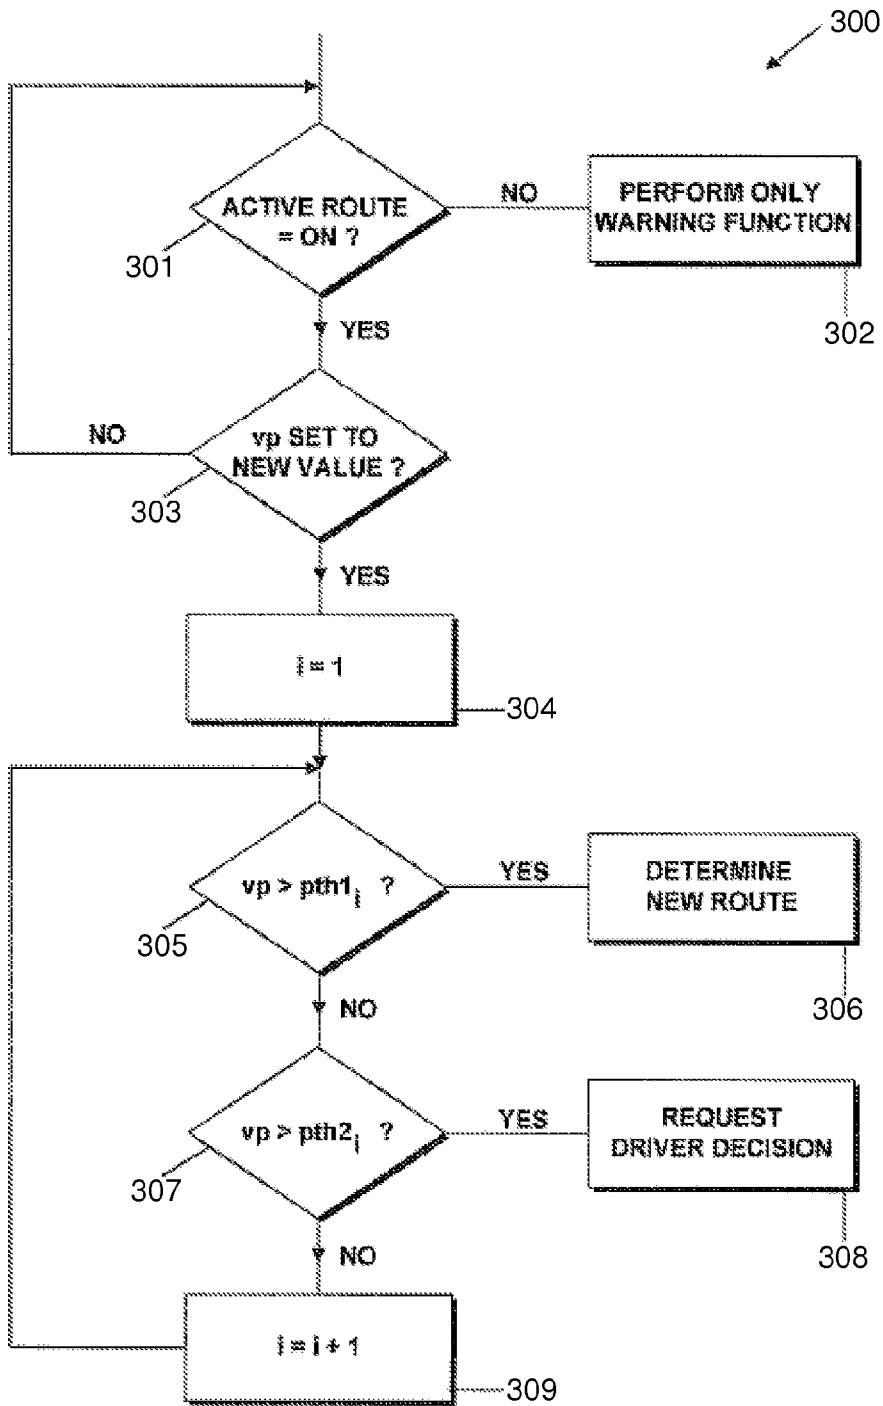 300
ACTIVE ROUTE
= ON ?
301
NO
PERFORM ONLY
WARNING FUNCTION
302
YES
NO
vp SET TO
NEW VALUE ?
303
YES
i = 1
304
vp > pth1i ?
305
YES
DETERMINE
NEW ROUTE
306
NO
vp > pth2i ?
307
YES
REQUEST
DRIVER DECISION
308
NO
i = i + 1
309